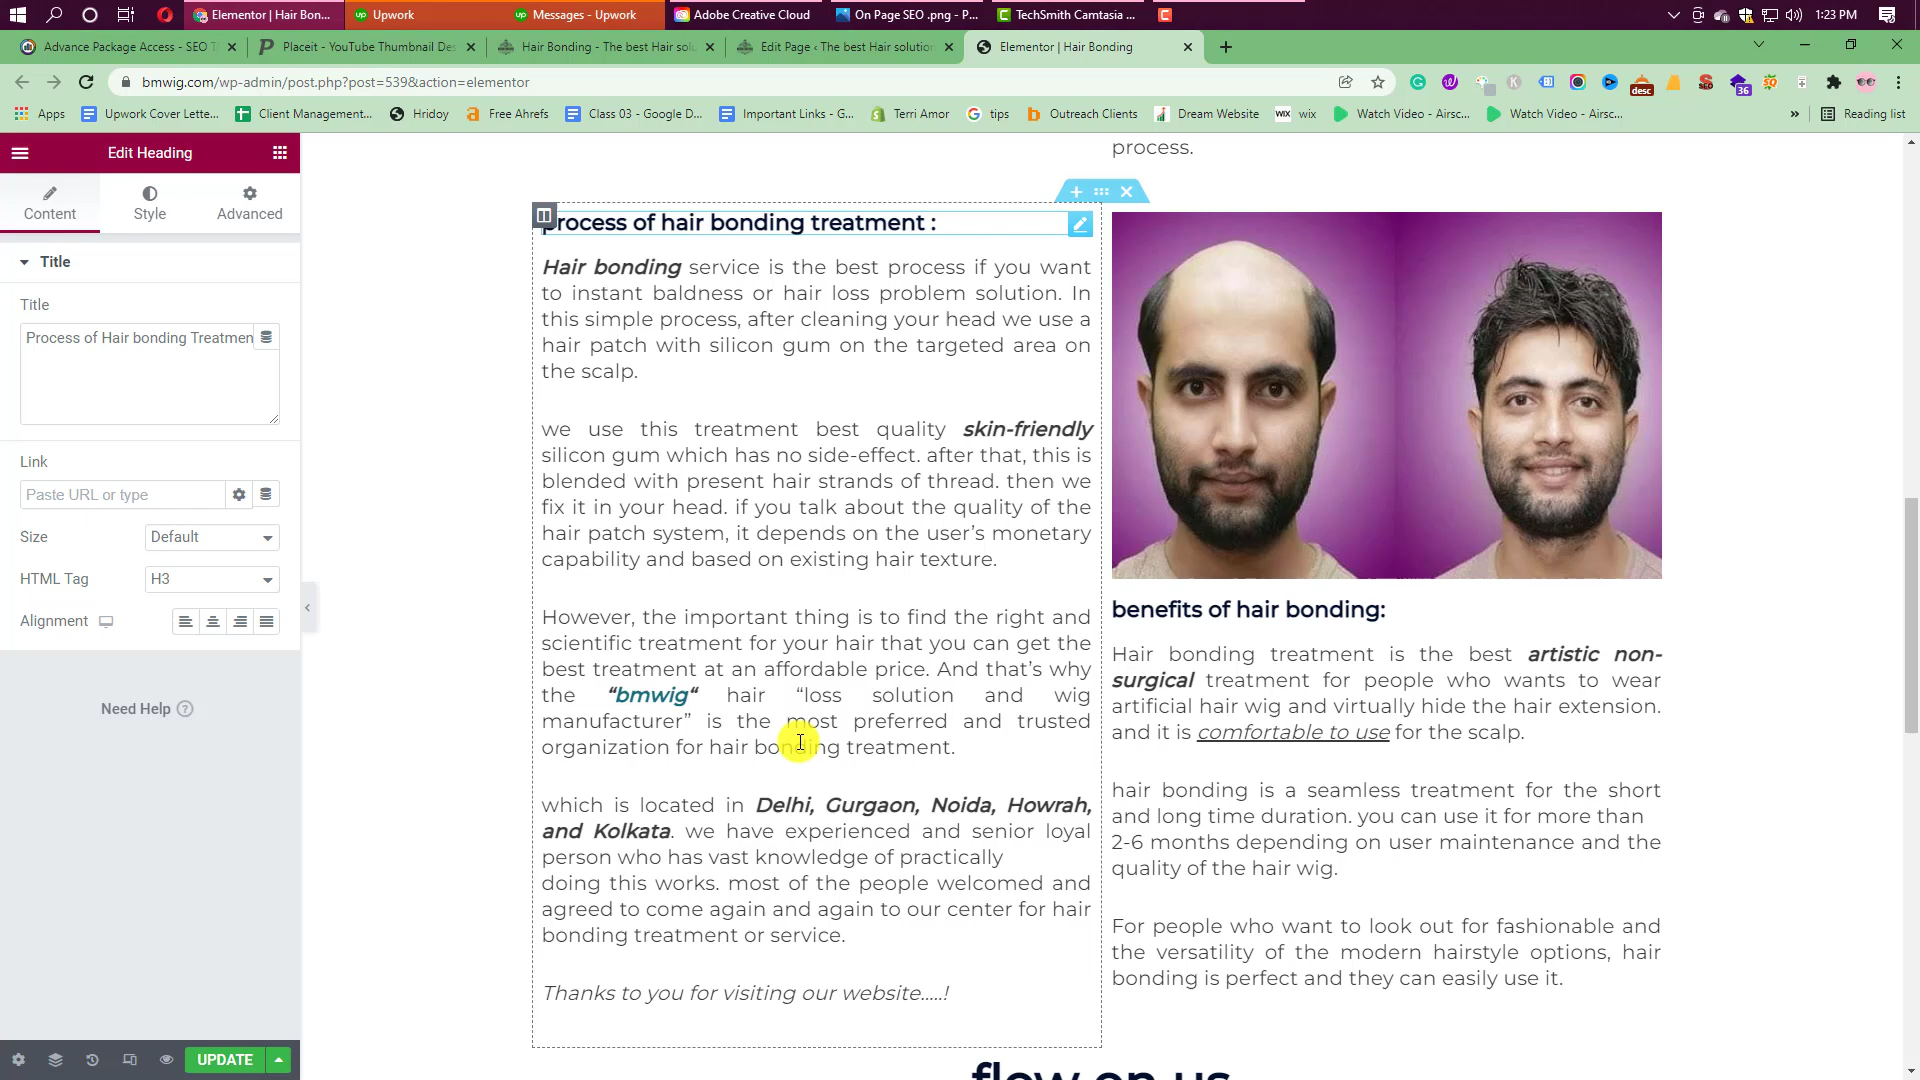 Elementor | Hair Bon...
Upwork
Messages - Upwork
Adobe Creative Cloud
On Page SEO .png - P...
TechSmith Camtasia ...
1:23 PM
Advance Package Access - SEO T
Placeit - YouTube Thumbnail Des
Hair Bonding - The best Hair solu
Edit Page ‹ The best Hair solution
Elementor | Hair Bonding
bmwig.com/wp-admin/post.php?post=539&action=elementor
desc
36
Apps
Upwork Cover Lette...
Client Management...
Hridoy
Free Ahrefs
Class 03 - Google D...
Important Links - G...
Terri Amor
tips
Outreach Clients
Dream Website
WIX
wix
Watch Video - Airsc...
Watch Video - Airsc...
»
Reading list
Edit Heading
Content
Style
Advanced
Title
Title
Process of Hair bonding Treatmen
Link
Paste URL or type
Size
Default
HTML Tag
H3
Alignment
Need Help
UPDATE
process.
process of hair bonding treatment :
Hair bonding service is the best process if you want
to instant baldness or hair loss problem solution. In
this simple process, after cleaning your head we use a
hair patch with silicon gum on the targeted area on
the scalp.
we use this treatment best quality skin-friendly
silicon gum which has no side-effect. after that, this is
blended with present hair strands of thread. then we
fix it in your head. if you talk about the quality of the
hair patch system, it depends on the user’s monetary
capability and based on existing hair texture.
However, the important thing is to find the right and
scientific treatment for your hair that you can get the
best treatment at an affordable price. And that’s why
the “bmwig“ hair “loss solution and wig
manufacturer” is the most preferred and trusted
organization for hair bonding treatment.
which is located in Delhi, Gurgaon, Noida, Howrah,
and Kolkata. we have experienced and senior loyal
person who has vast knowledge of practically
doing this works. most of the people welcomed and
agreed to come again and again to our center for hair
bonding treatment or service.
Thanks to you for visiting our website.....!
benefits of hair bonding:
Hair bonding treatment is the best artistic non-
surgical treatment for people who wants to wear
artificial hair wig and virtually hide the hair extension.
and it is comfortable to use for the scalp.
hair bonding is a seamless treatment for the short
and long time duration. you can use it for more than
2-6 months depending on user maintenance and the
quality of the hair wig.
For people who want to look out for fashionable and
the versatility of the modern hairstyle options, hair
bonding is perfect and they can easily use it.
flow on us